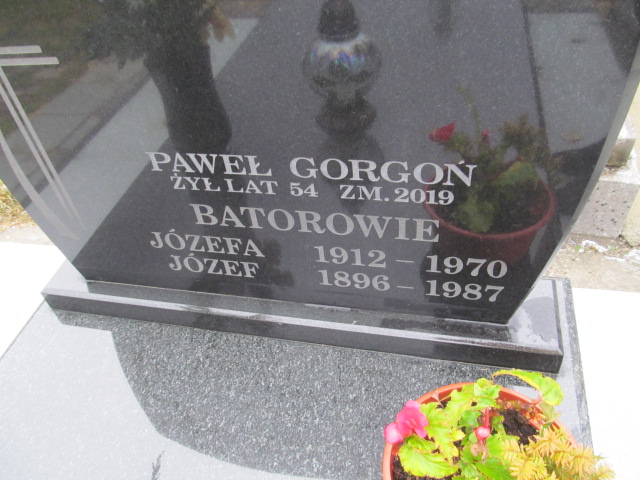 PAWEŁ GORGOŃ
ŻYŁ LAT 54 ZM. 2019
BATOROWIE
JÓZEFA 1912 – 1970
JÓZEF 1896 – 1987